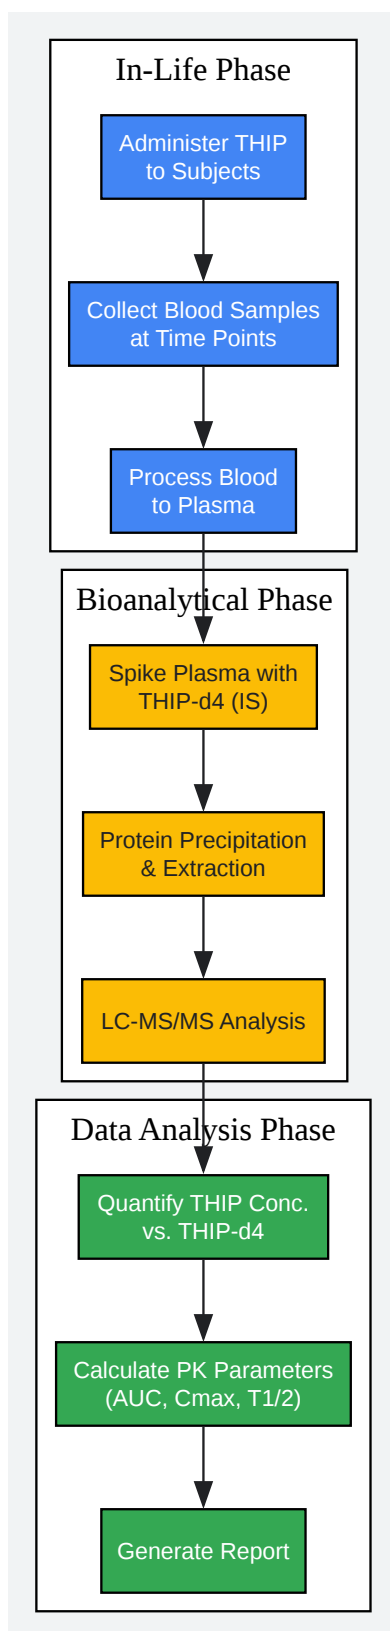 In-Life Phase
Administer THIP
to Subjects
Collect Blood Samples
at Time Points
Process Blood
to Plasma
Bioanalytical Phase
Spike Plasma with
THIP-d4 (IS)
Protein Precipitation
& Extraction
LC-MS/MS Analysis
Data Analysis Phase
Quantify THIP Conc.
vs. THIP-d4
Calculate PK Parameters
(AUC, Cmax, T1/2)
Generate Report